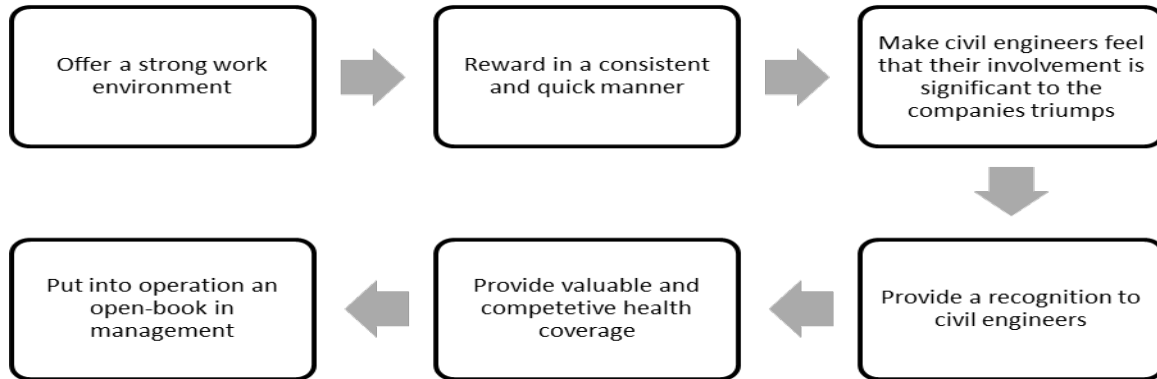 Offer a strong work
environment
Reward in a consistent
and quick manner
Make civil engineers feel
that their involvement is
significant to the
companies triumps
Provide a recognition to
civil engineers
Provide valuable and
competetive health
coverage
Put into operation an
open-book in
management